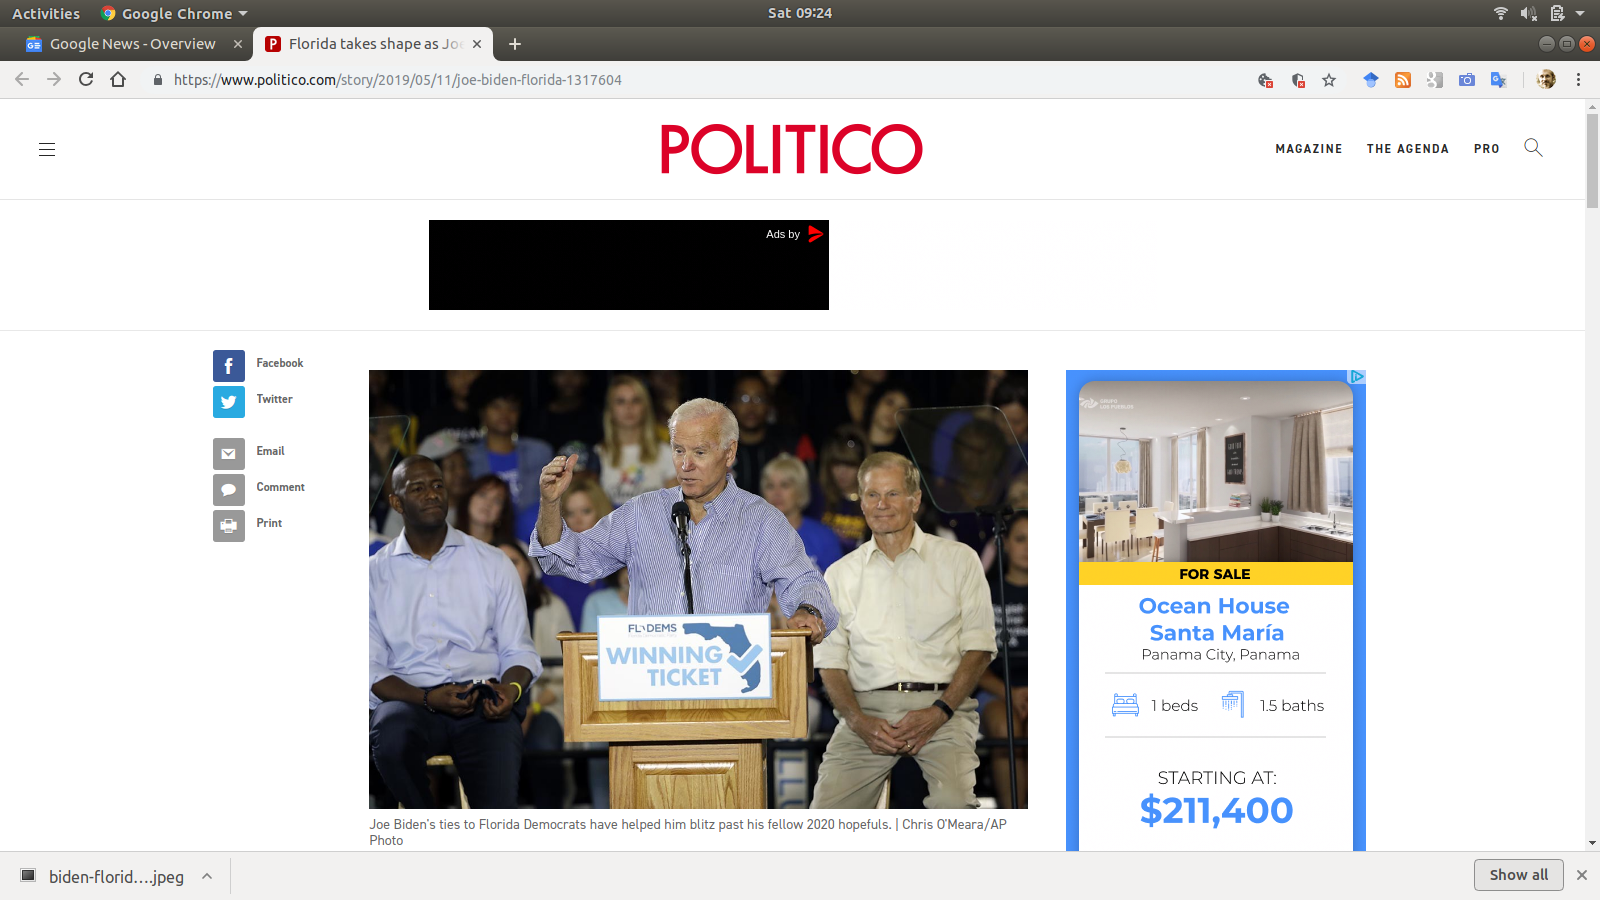 Activities Google Chrome Sat 09:24
Google News - Overview Florida takes shape as Joe
https://www.politico.com/story/2019/05/11/joe-biden-florida-1317604
POLITICO
MAGAZINE THE AGENDA PRO
Ads by
Facebook
Twitter
Email
Comment
Print
FL DEMS
WINNING
TICKET
Joe Biden's ties to Florida Democrats have helped him blitz past his fellow 2020 hopefuls. | Chris O'Meara/AP
Photo
GRUPO
LOS PUEBLOS
FOR SALE
Ocean House
Santa María
Panama City, Panama
1 beds 1.5 baths
STARTING AT:
$211,400
biden-florid....jpeg Show all